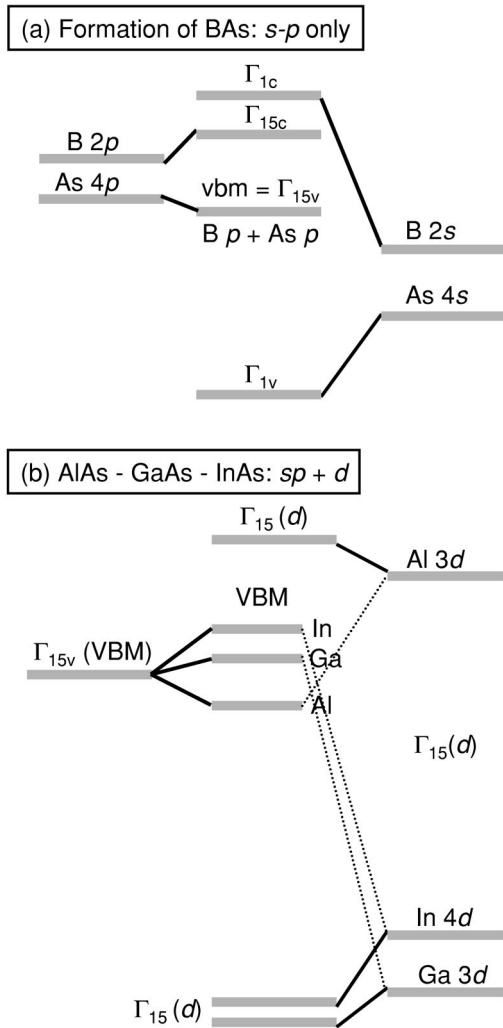 (a) Formation of BAs: s-p only
Γ1c
Γ15c
B 2p
As 4p
vbm = Γ15v
B p + As p
B 2s
As 4s
Γ1v
(b) AlAs - GaAs - InAs: sp + d
Γ15 (d)
Al 3d
VBM
In
Γ15v (VBM)
Ga
Al
Γ15(d)
In 4d
Ga 3d
Γ15 (d)